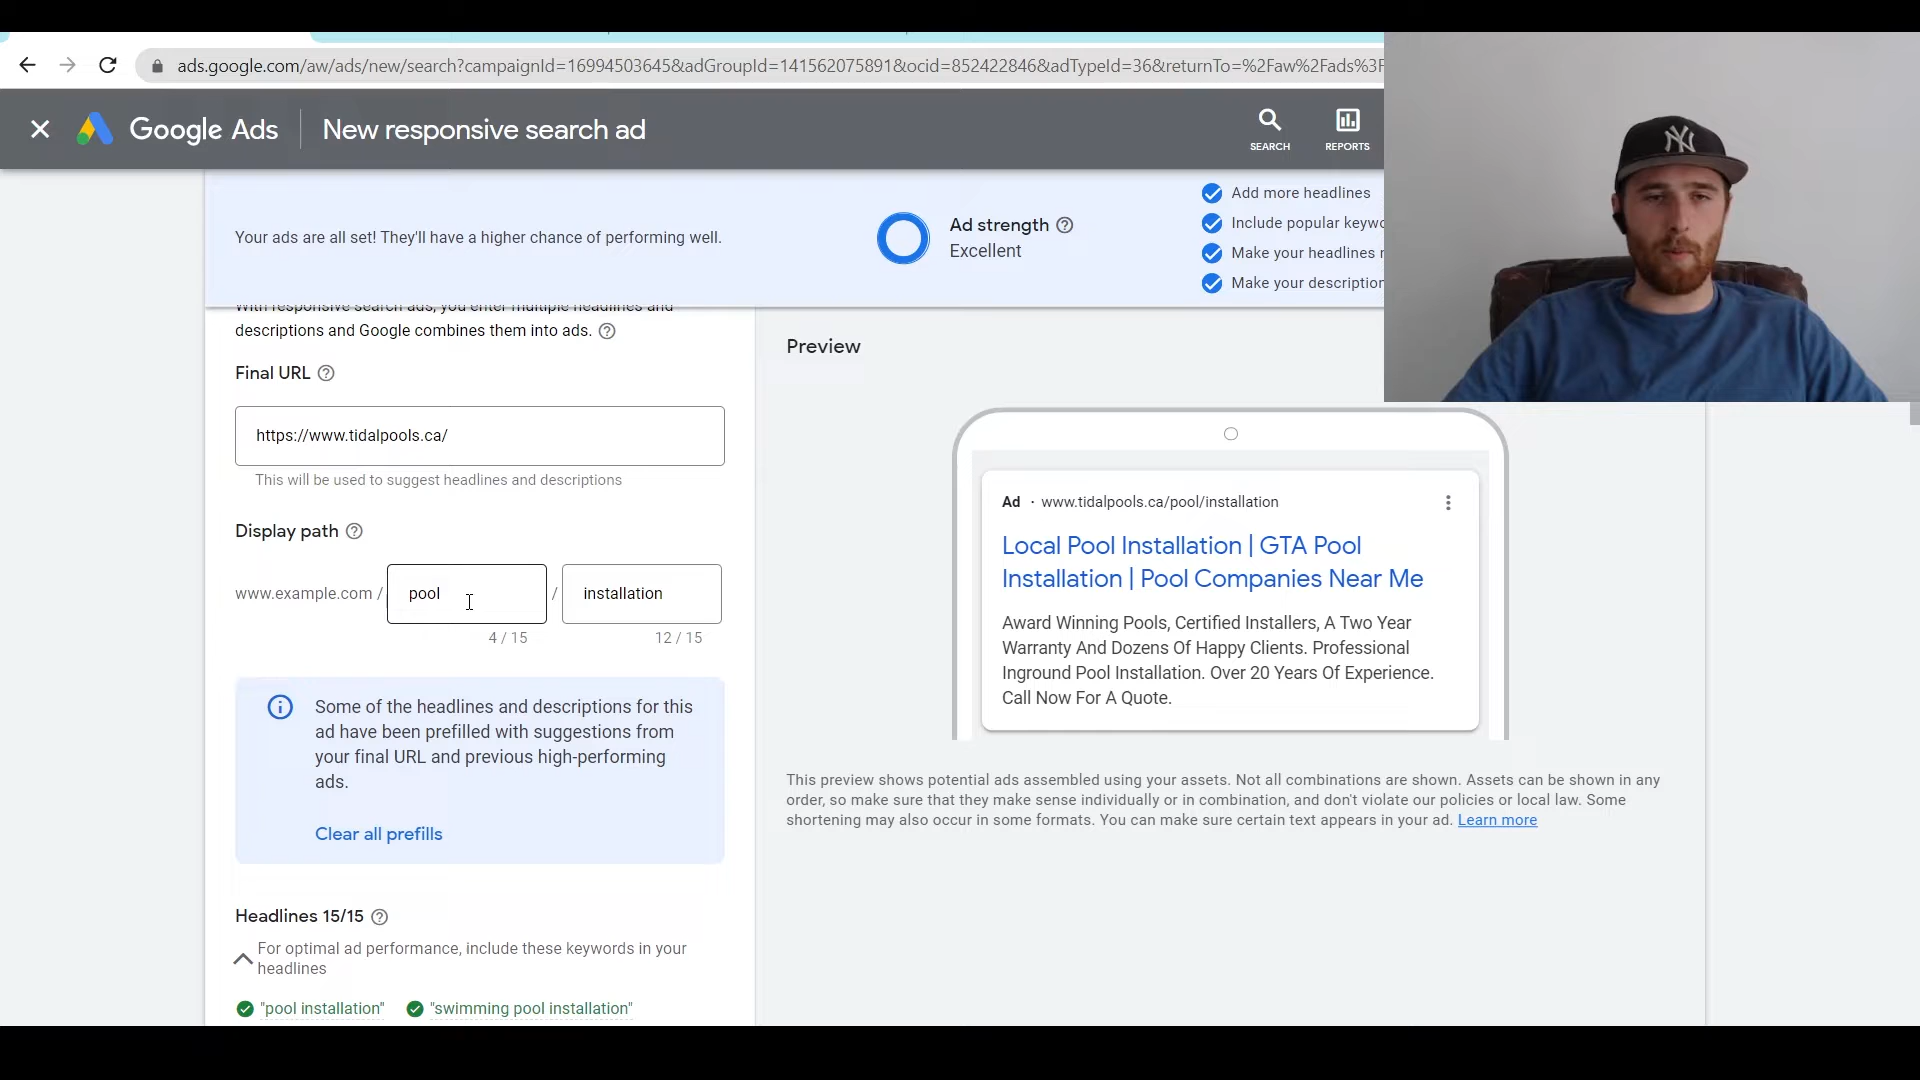 ads.google.com/aw/ads/new/search?campaignId=16994503645&adGroupId=141562075891&ocid=852422846&adTypeId=36&returnTo=%2Faw%2Fads%3F
Google Ads
New responsive search ad
SEARCH
REPORTS
NY
Your ads are all set! They'll have a higher chance of performing well.
Ad strength
Excellent
Add more headlines
Include popular keywo
Make your headlines
Make your description
With responsive search ads, you enter multiple headlines and
descriptions and Google combines them into ads.
Final URL
https://www.tidalpools.ca/
This will be used to suggest headlines and descriptions
Display path
www.example.com / pool / installation
4 / 15
12 / 15
Some of the headlines and descriptions for this
ad have been prefilled with suggestions from
your final URL and previous high-performing
ads.
Clear all prefills
Headlines 15/15
For optimal ad performance, include these keywords in your
headlines
"pool installation"
"swimming pool installation"
Preview
Ad · www.tidalpools.ca/pool/installation
Local Pool Installation | GTA Pool
Installation | Pool Companies Near Me
Award Winning Pools, Certified Installers, A Two Year
Warranty And Dozens Of Happy Clients. Professional
Inground Pool Installation. Over 20 Years Of Experience.
Call Now For A Quote.
This preview shows potential ads assembled using your assets. Not all combinations are shown. Assets can be shown in any
order, so make sure that they make sense individually or in combination, and don't violate our policies or local law. Some
shortening may also occur in some formats. You can make sure certain text appears in your ad. Learn more